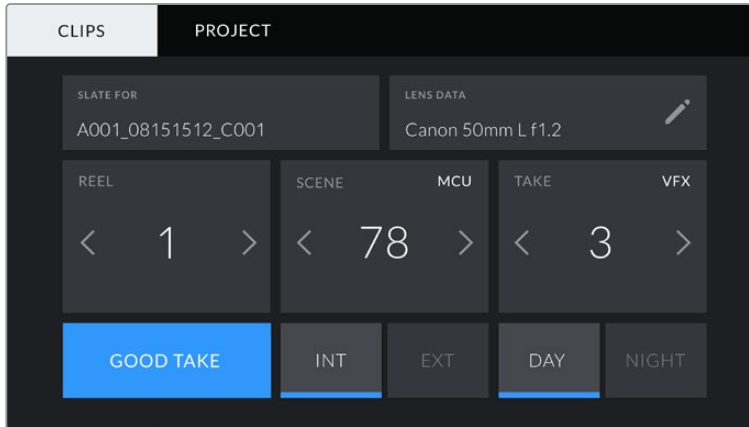 CLIPS PROJECT
SLATE FOR
A001_08151512_C001
LENS DATA
Canon 50mm L f1.2
REEL
1
SCENE MCU
78
TAKE VFX
3
GOOD TAKE
INT
EXT
DAY
NIGHT